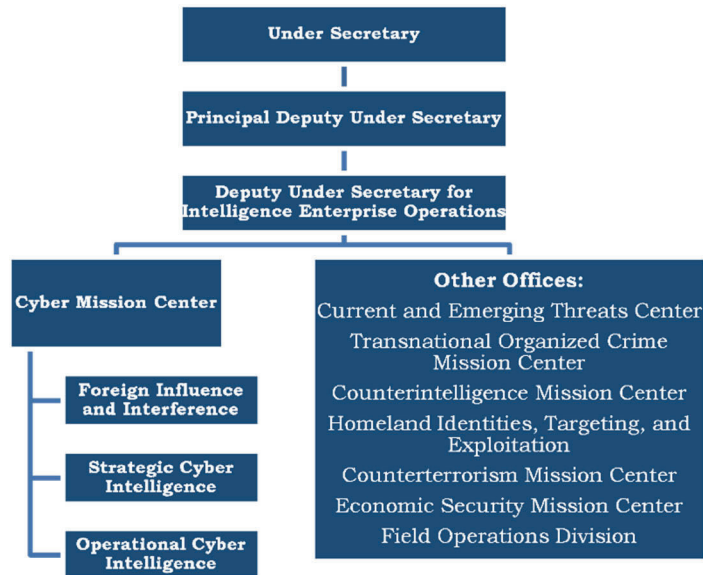 Under Secretary
Principal Deputy Under Secretary
Deputy Under Secretary for
Intelligence Enterprise Operations
Cyber Mission Center
Foreign Influence
and Interference
Strategic Cyber
Intelligence
Operational Cyber
Intelligence
Other Offices:
Current and Emerging Threats Center
Transnational Organized Crime
Mission Center
Counterintelligence Mission Center
Homeland Identities, Targeting, and
Exploitation
Counterterrorism Mission Center
Economic Security Mission Center
Field Operations Division